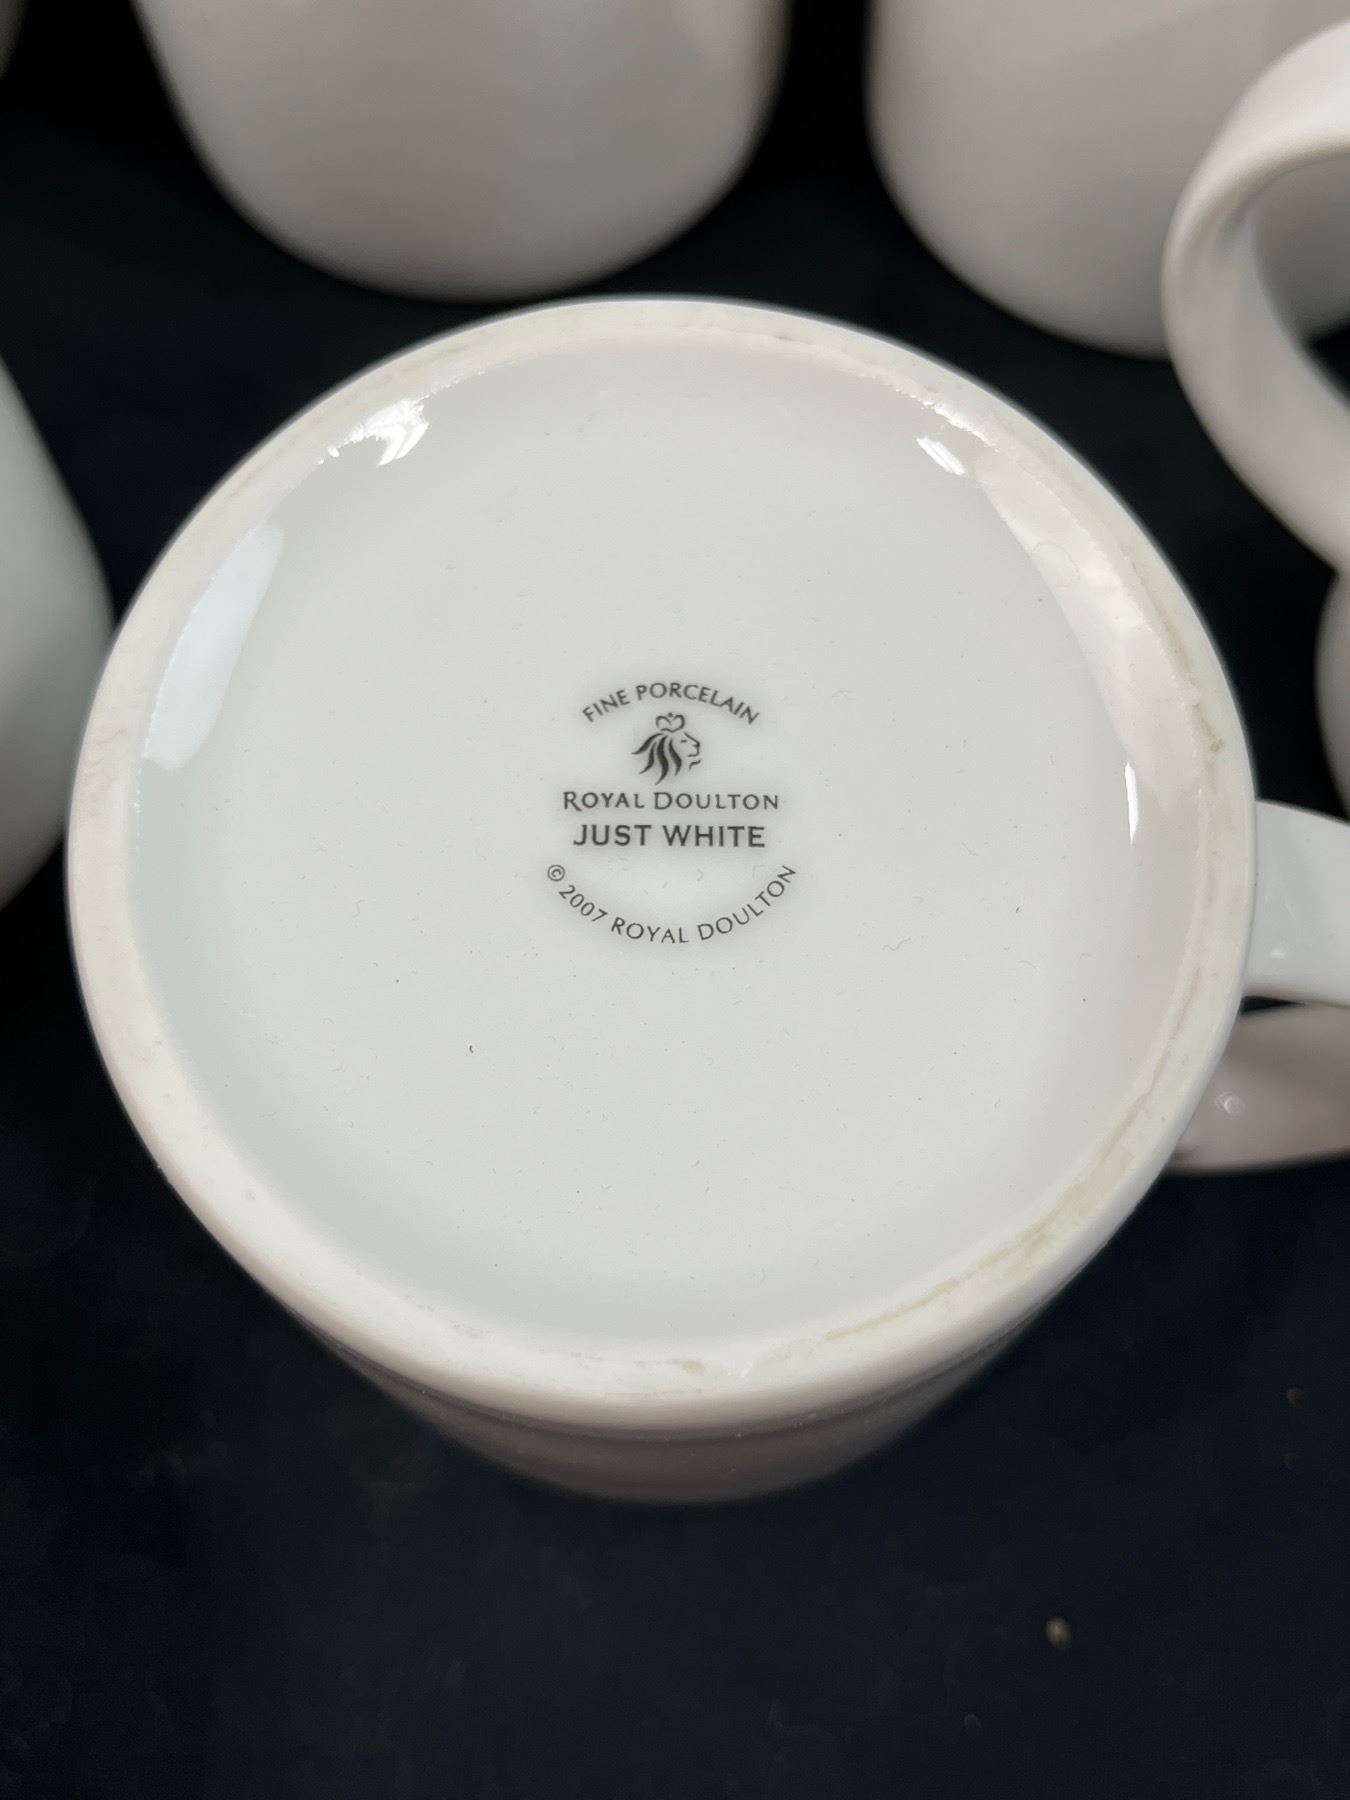 FINE PORCELAIN
ROYAL DOULTON
JUST WHITE
© 2007 ROYAL DOULTON